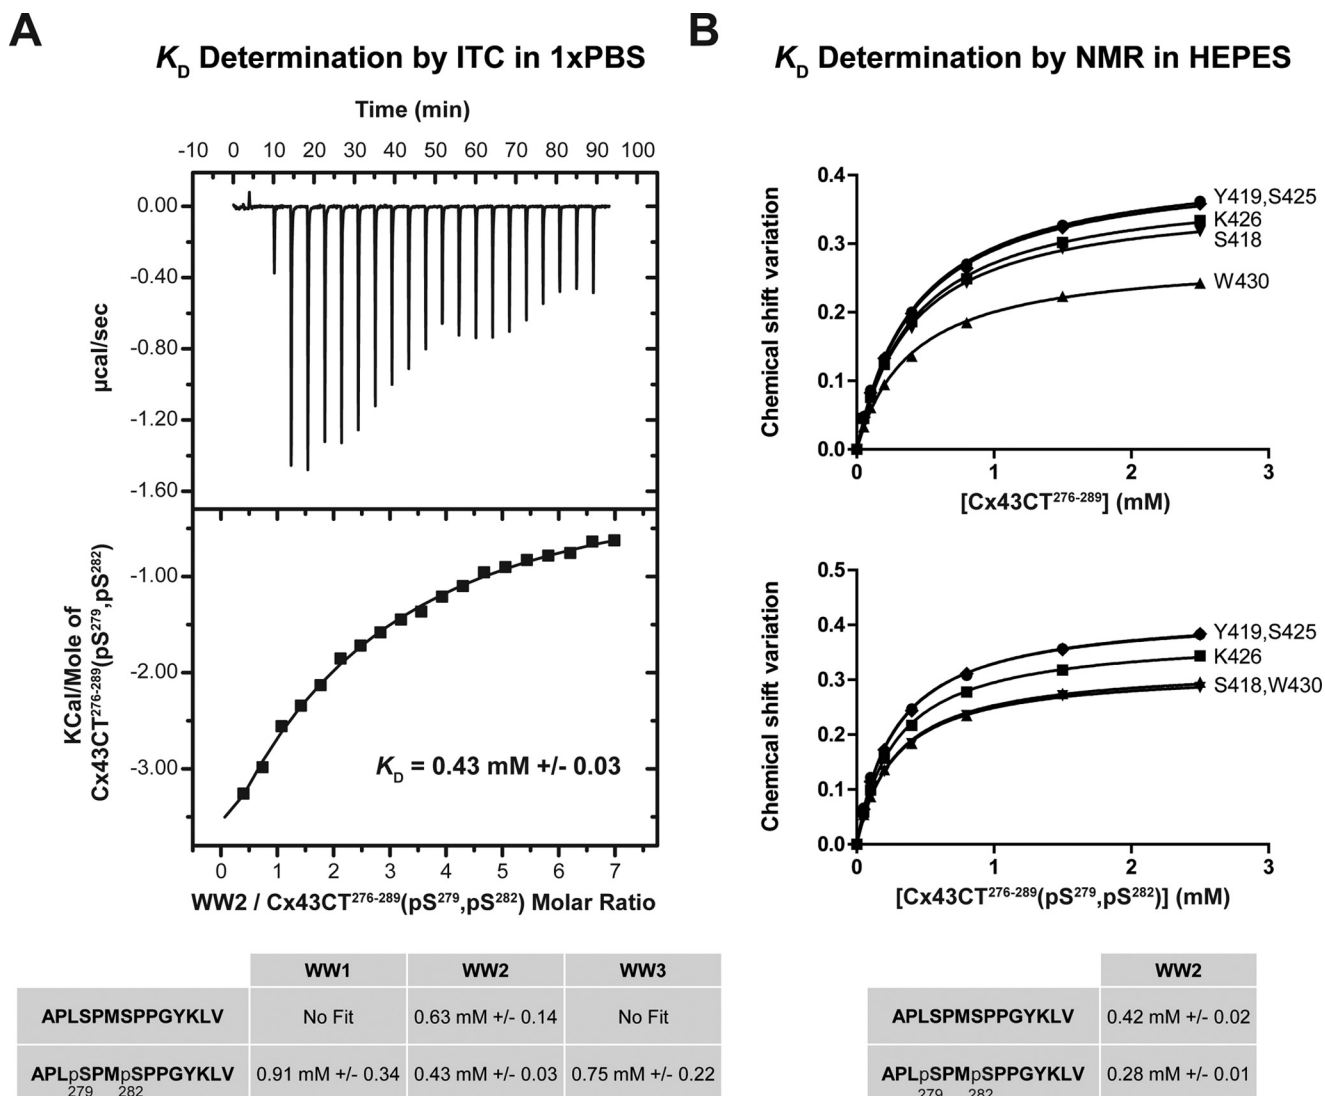 A
K_D Determination by ITC in 1xPBS
Time (min)
-10 0 10 20 30 40 50 60 70 80 90 100
0.00
-0.40
-0.80
-1.20
-1.60
µcal/sec
-1.00
-2.00
-3.00
KCal/Mole of
Cx43CT²⁷⁶⁻²⁸⁹(pS²⁷⁹,pS²⁸²)
K_D = 0.43 mM +/- 0.03
0 1 2 3 4 5 6 7
WW2 / Cx43CT²⁷⁶⁻²⁸⁹(pS²⁷⁹,pS²⁸²) Molar Ratio
WW1 WW2 WW3
APLSPMSPPGYKLV No Fit 0.63 mM +/- 0.14 No Fit
APLpSPMpSPPGYKLV 0.91 mM +/- 0.34 0.43 mM +/- 0.03 0.75 mM +/- 0.22
279 282
B
K_D Determination by NMR in HEPES
Chemical shift variation
0.4
0.3
0.2
0.1
0.0
0 1 2 3
Y419,S425
K426
S418
W430
[Cx43CT²⁷⁶⁻²⁸⁹] (mM)
Chemical shift variation
0.5
0.4
0.3
0.2
0.1
0.0
0 1 2 3
Y419,S425
K426
S418,W430
[Cx43CT²⁷⁶⁻²⁸⁹(pS²⁷⁹,pS²⁸²)] (mM)
WW2
APLSPMSPPGYKLV 0.42 mM +/- 0.02
APLpSPMpSPPGYKLV 0.28 mM +/- 0.01
279 282